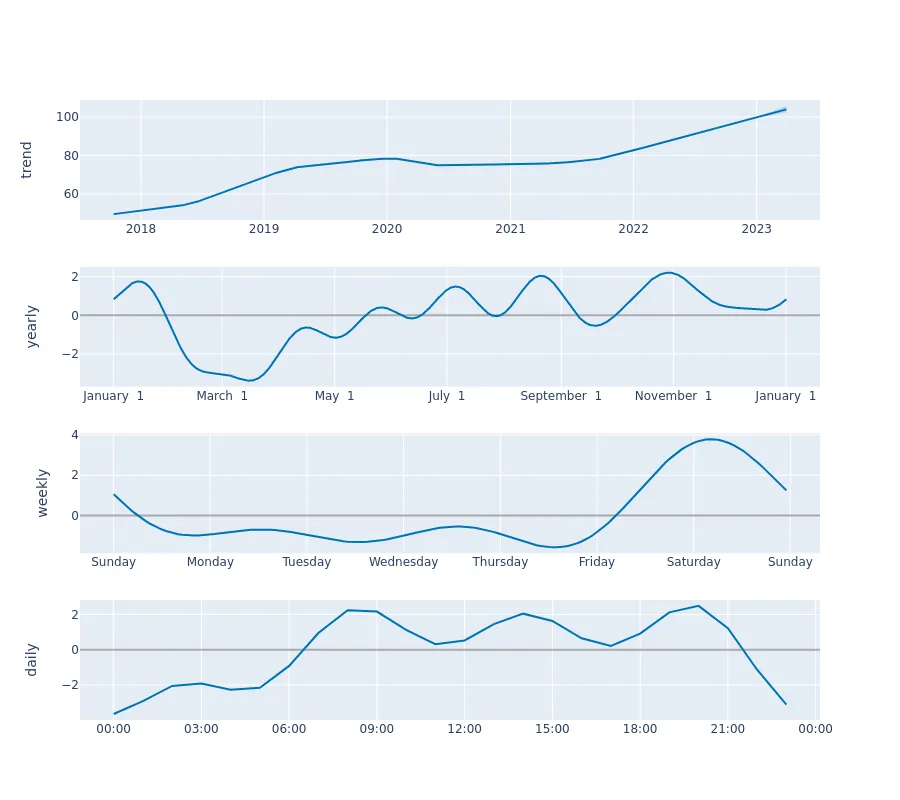 trend
100
80
60
2018 2019 2020 2021 2022 2023
yearly
2
0
−2
January 1 March 1 May 1 July 1 September 1 November 1 January 1
weekly
4
2
0
Sunday Monday Tuesday Wednesday Thursday Friday Saturday Sunday
daily
2
0
−2
00:00 03:00 06:00 09:00 12:00 15:00 18:00 21:00 00:00